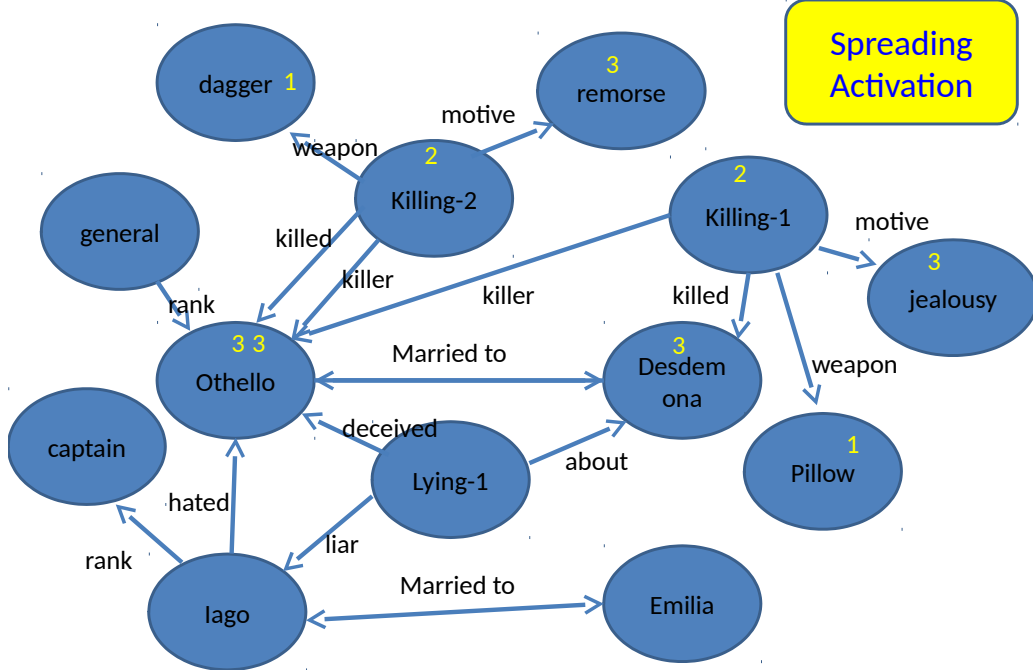 Spreading
Activation
dagger 1
3
remorse
motive
weapon
2
Killing-2
2
Killing-1
motive
general
killed
killer
killer
killed
3
jealousy
rank
3 3
Othello
Married to
3
Desdem
ona
weapon
captain
deceived
about
1
Pillow
Lying-1
hated
liar
rank
Married to
Iago
Emilia